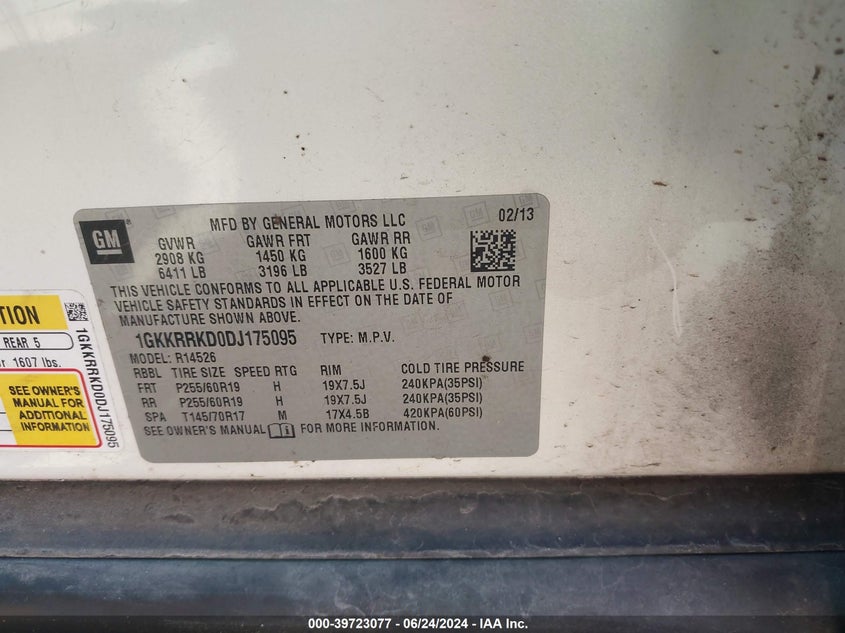 GM
MFD BY GENERAL MOTORS LLC 02/13
GVWR GAWR FRT GAWR RR
2908 KG 1450 KG 1600 KG
6411 LB 3196 LB 3527 LB
THIS VEHICLE CONFORMS TO ALL APPLICABLE U.S. FEDERAL MOTOR
VEHICLE SAFETY STANDARDS IN EFFECT ON THE DATE OF
MANUFACTURE SHOWN ABOVE.
1GKKRRKD0DJ175095 TYPE: M.P.V.
MODEL: R14526
RBBL TIRE SIZE SPEED RTG RIM COLD TIRE PRESSURE
FRT P255/60R19 H 19X7.5J 240KPA(35PSI)
RR P255/60R19 H 19X7.5J 240KPA(35PSI)
SPA T145/70R17 M 17X4.5B 420KPA(60PSI)
SEE OWNER'S MANUAL FOR MORE INFORMATION.
REAR 5
1607 lbs.
SEE OWNER'S
MANUAL FOR
ADDITIONAL
INFORMATION
1GKKRRKD0DJ175095
000-39723077 - 06/24/2024 - IAA Inc.